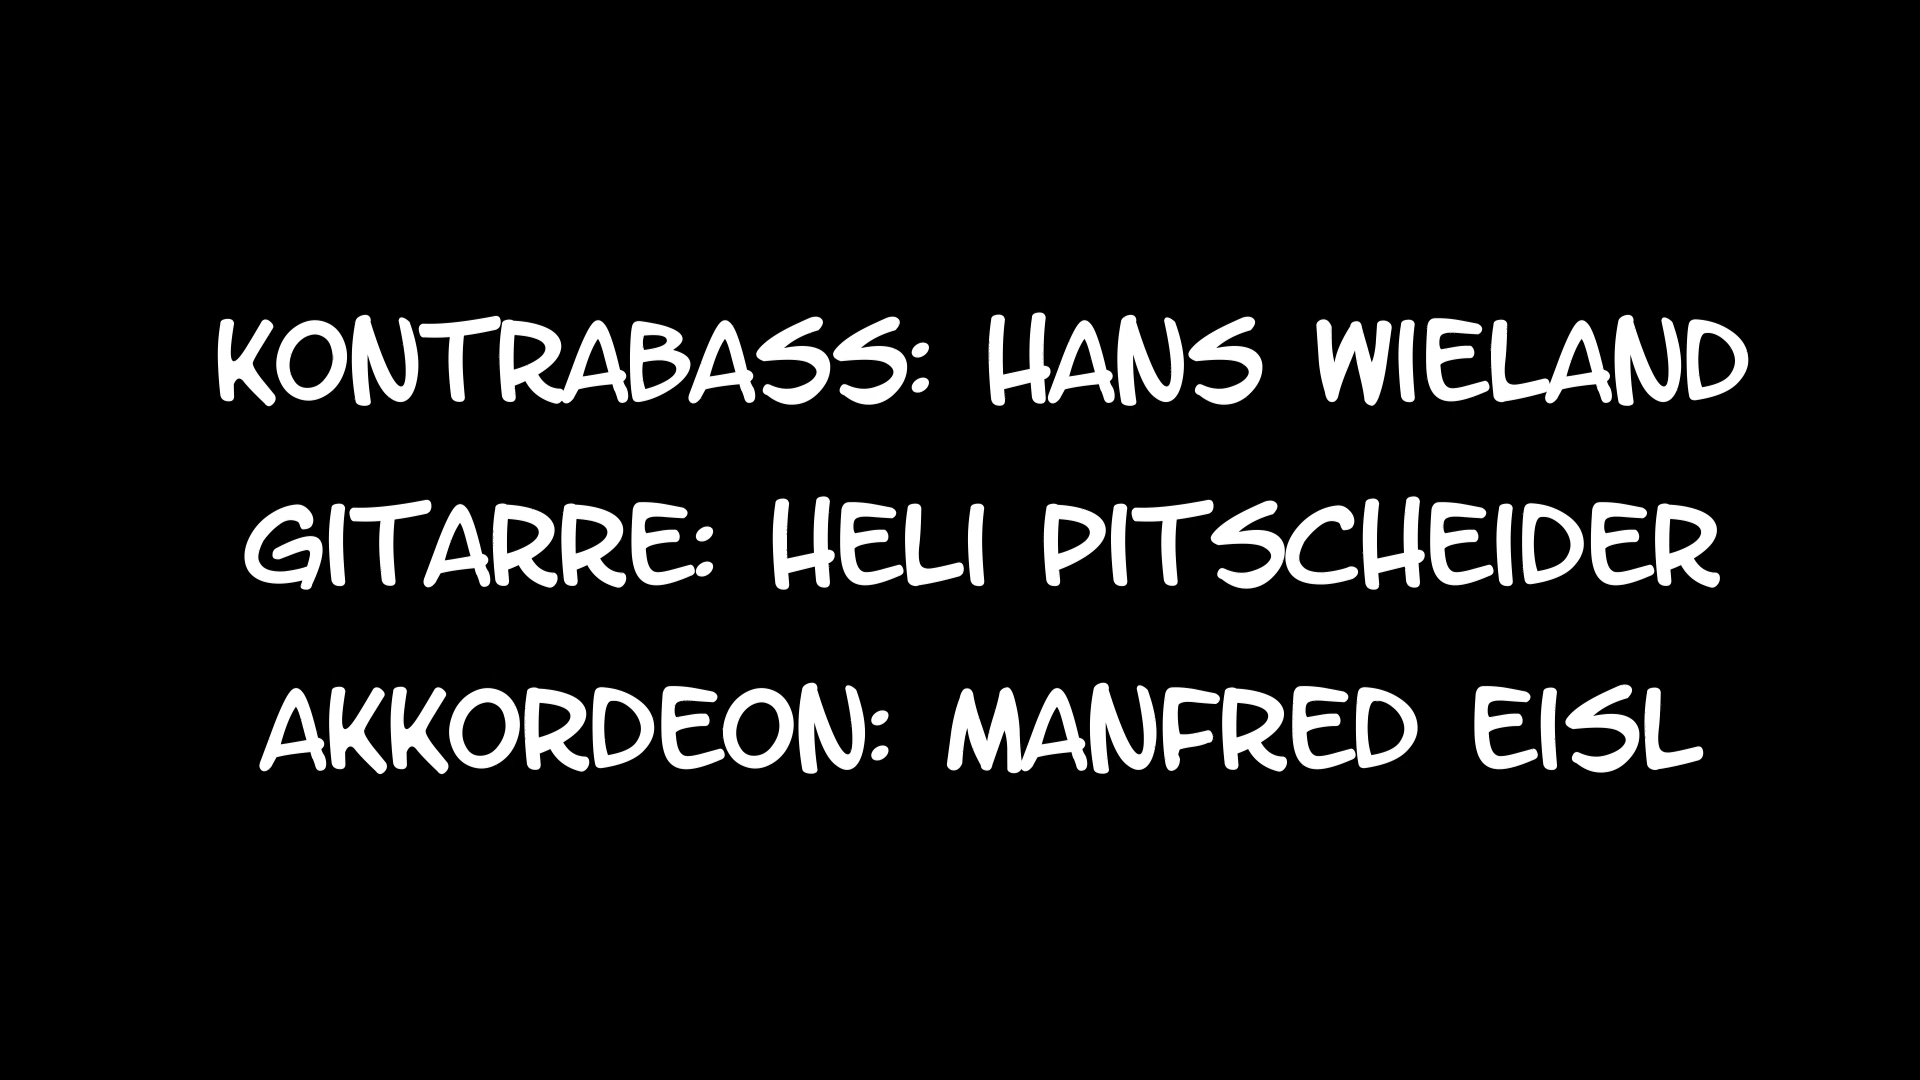 KONTRABASS: HANS WIELAND
GITARRE: HELI PITSCHEIDER
AKKORDEON: MANFRED EISL